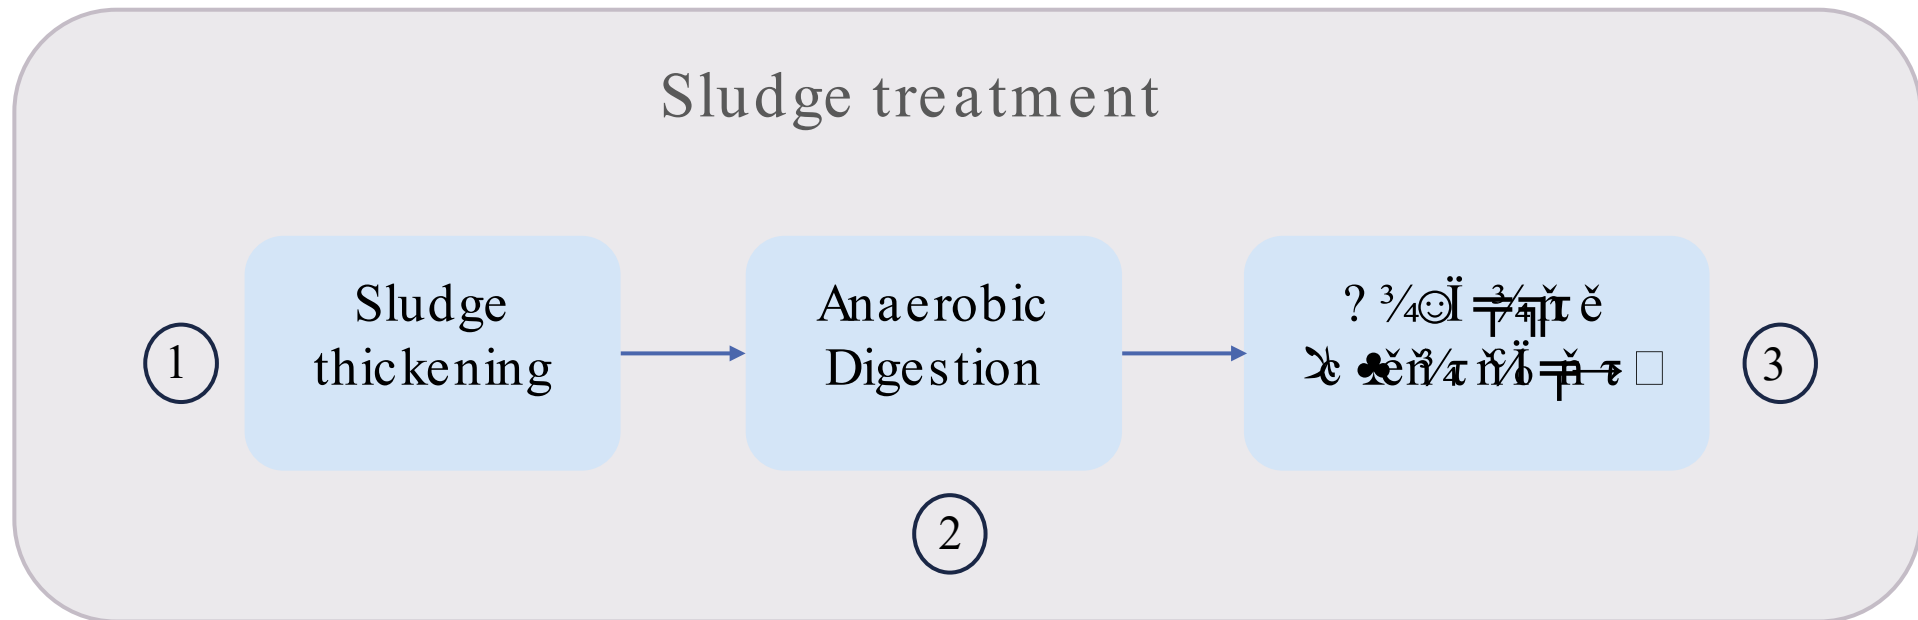 Sludge treatment
Sludge
thickening
Anaerobic
Digestion
1
2
3